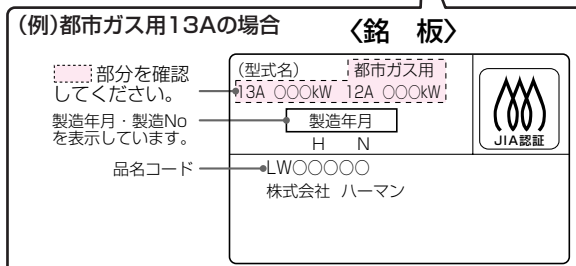 (例)都市ガス用13Aの場合
〈銘 板〉
部分を確認
してください。
製造年月・製造No
を表示しています。
品名コード
(型式名) 都市ガス用
13A ○○○kW 12A ○○○kW
製造年月
H N
LW○○○○○
株式会社 ハーマン
JIA認証